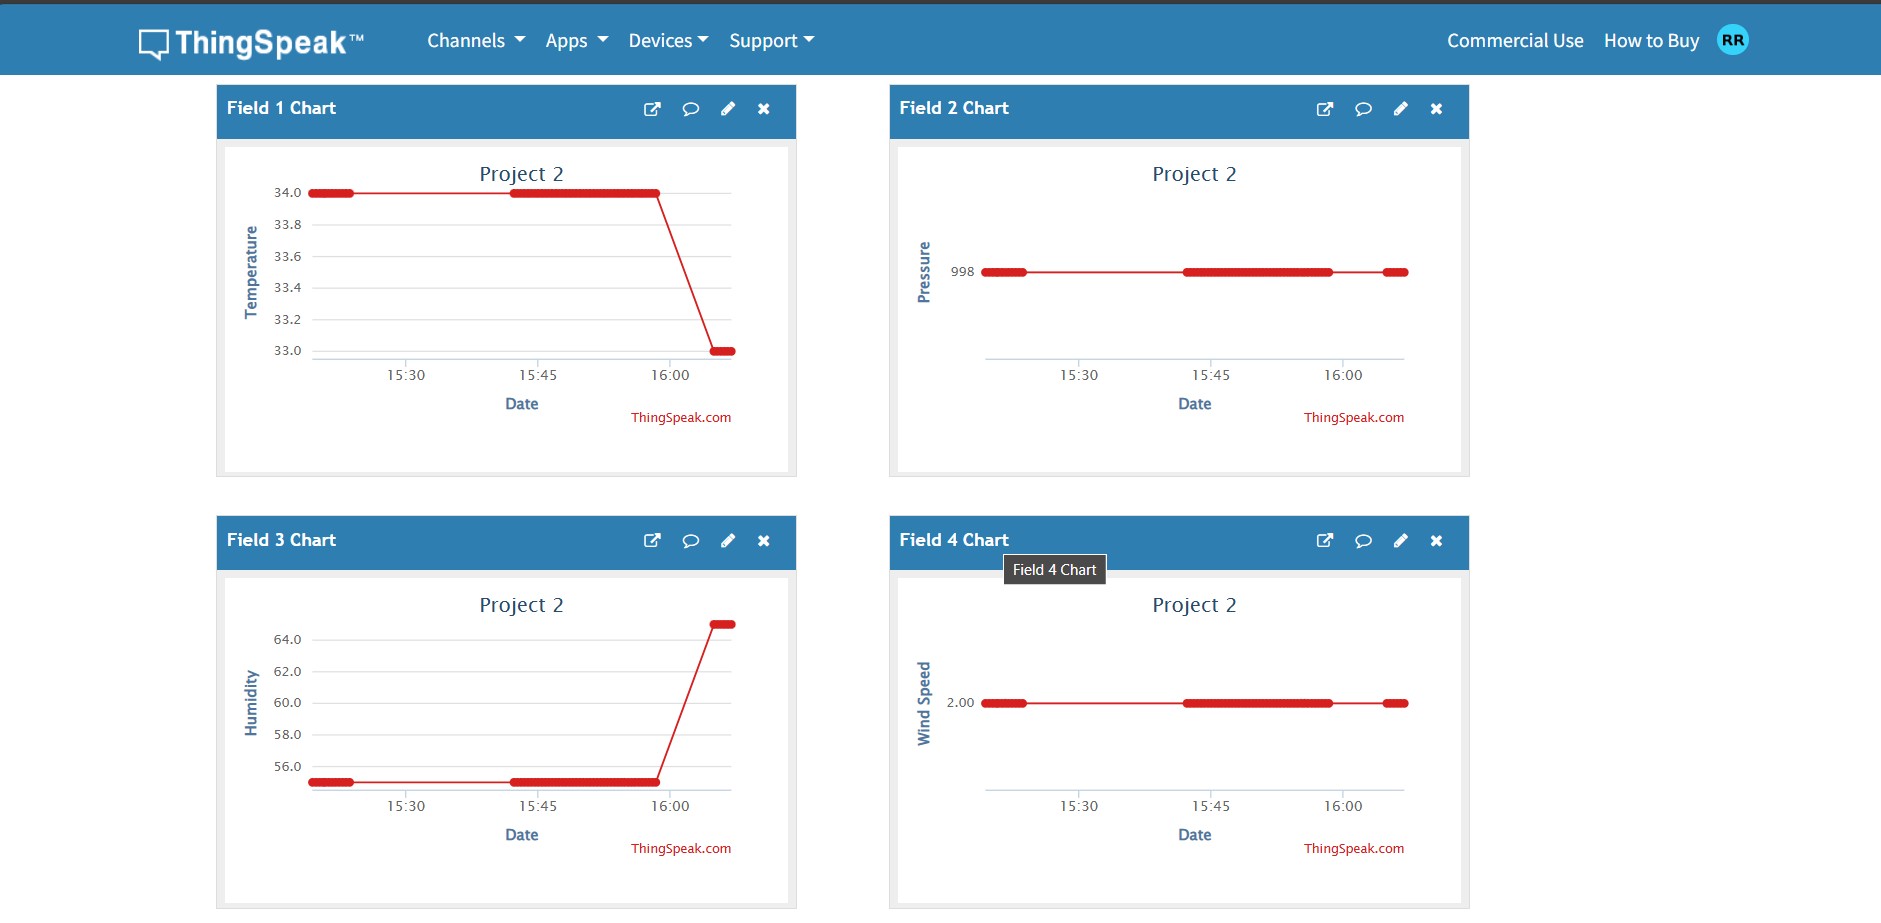 ThingSpeak™ Channels Apps Devices Support Commercial Use How to Buy RR
Field 1 Chart
Project 2
Temperature
34.0
33.8
33.6
33.4
33.2
33.0
15:30 15:45 16:00
Date
ThingSpeak.com
Field 2 Chart
Project 2
Pressure
998
15:30 15:45 16:00
Date
ThingSpeak.com
Field 3 Chart
Project 2
Humidity
64.0
62.0
60.0
58.0
56.0
15:30 15:45 16:00
Date
ThingSpeak.com
Field 4 Chart
Field 4 Chart
Project 2
Wind Speed
2.00
15:30 15:45 16:00
Date
ThingSpeak.com